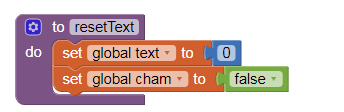 to resetText
do set global text to 0
set global cham to false